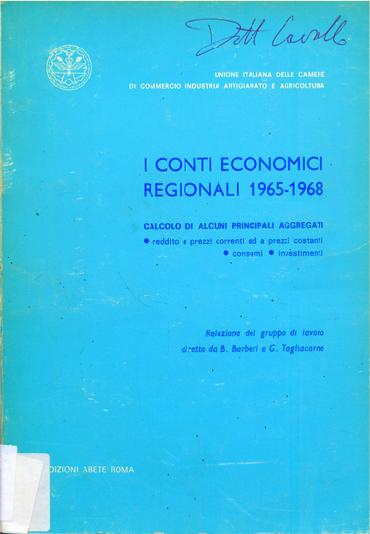 Dott Cavallo
UNIONE ITALIANA DELLE CAMERE
DI COMMERCIO INDUSTRIA ARTIGIANATO E AGRICOLTURA
I CONTI ECONOMICI
REGIONALI 1965-1968
CALCOLO DI ALCUNI PRINCIPALI AGGREGATI
• reddito a prezzi correnti ed a prezzi costanti
• consumi • investimenti
Relazione del gruppo di lavoro
diretto da B. Barberi e G. Tagliacarne
DIZIONI ABETE ROMA